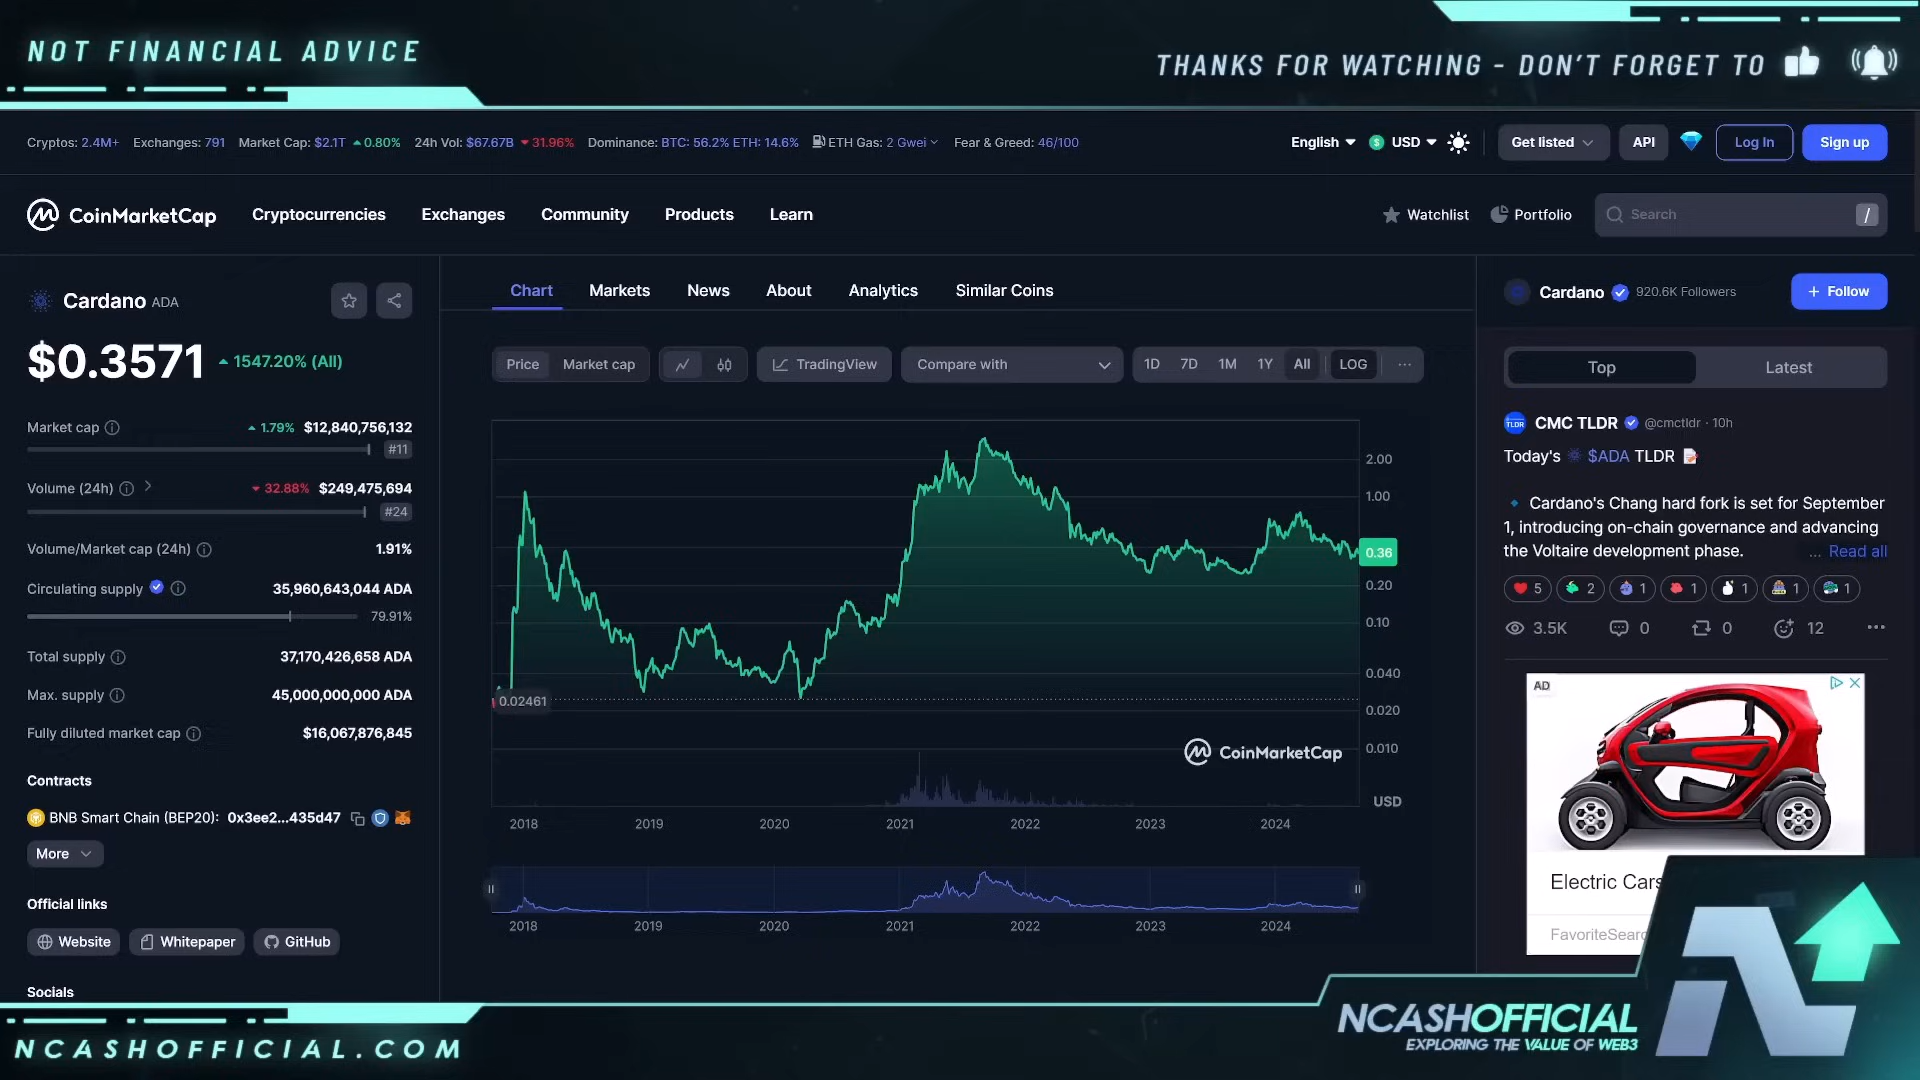 NOT FINANCIAL ADVICE
THANKS FOR WATCHING - DON'T FORGET TO
Cryptos: 2.4M+ Exchanges: 791 Market Cap: $2.1T 0.80% 24h Vol: $67.67B 31.96% Dominance: BTC: 56.2% ETH: 14.6% ETH Gas: 2 Gwei Fear & Greed: 46/100
English $ USD Get listed API Log In Sign up
CoinMarketCap Cryptocurrencies Exchanges Community Products Learn
Watchlist Portfolio Search /
Cardano ADA
$0.3571 1547.20% (All)
Market cap 1.79% $12,840,756,132
#11
Volume (24h) 32.88% $249,475,694
#24
Volume/Market cap (24h) 1.91%
Circulating supply 35,960,643,044 ADA
79.91%
Total supply 37,170,426,658 ADA
Max. supply 45,000,000,000 ADA
Fully diluted market cap $16,067,876,845
Contracts
BNB Smart Chain (BEP20): 0x3ee2...435d47
More
Official links
Website Whitepaper GitHub
Socials
Chart Markets News About Analytics Similar Coins
Price Market cap TradingView Compare with 1D 7D 1M 1Y All LOG ...
2.00
1.00
0.36
0.20
0.10
0.040
0.02461
0.020
0.010
CoinMarketCap
USD
2018 2019 2020 2021 2022 2023 2024
2018 2019 2020 2021 2022 2023 2024
Cardano 920.6K Followers + Follow
Top Latest
TLDR CMC TLDR @cmctldr · 10h
Today's $ADA TLDR
Cardano's Chang hard fork is set for September
1, introducing on-chain governance and advancing
the Voltaire development phase. ... Read all
5 2 1 1 1 1 1
3.5K 0 0 12 ...
AD
Electric Cars
FavoriteSearc
NCASHOFFICIAL
EXPLORING THE VALUE OF WEB3
NCASHOFFICIAL.COM